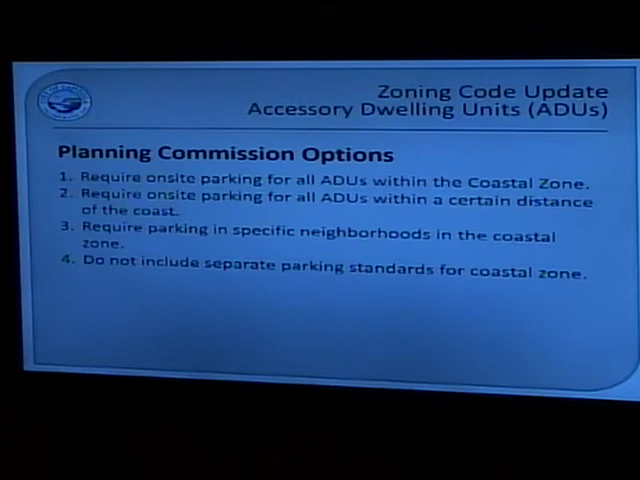 Zoning Code Update
Accessory Dwelling Units (ADUs)
Planning Commission Options
1. Require onsite parking for all ADUs within the Coastal Zone.
2. Require onsite parking for all ADUs within a certain distance
of the coast.
3. Require parking in specific neighborhoods in the coastal
zone.
4. Do not include separate parking standards for coastal zone.